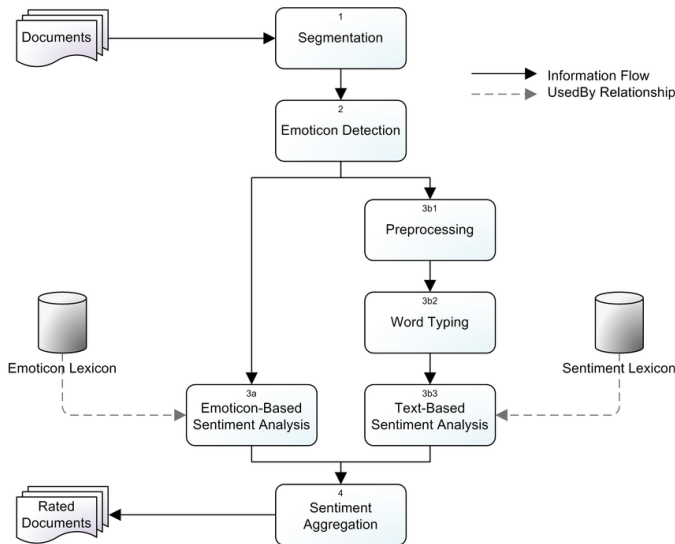 Documents
1
Segmentation
Information Flow
UsedBy Relationship
2
Emoticon Detection
3b1
Preprocessing
3b2
Word Typing
Emoticon Lexicon
Sentiment Lexicon
3a
Emoticon-Based
Sentiment Analysis
3b3
Text-Based
Sentiment Analysis
4
Sentiment
Aggregation
Rated
Documents